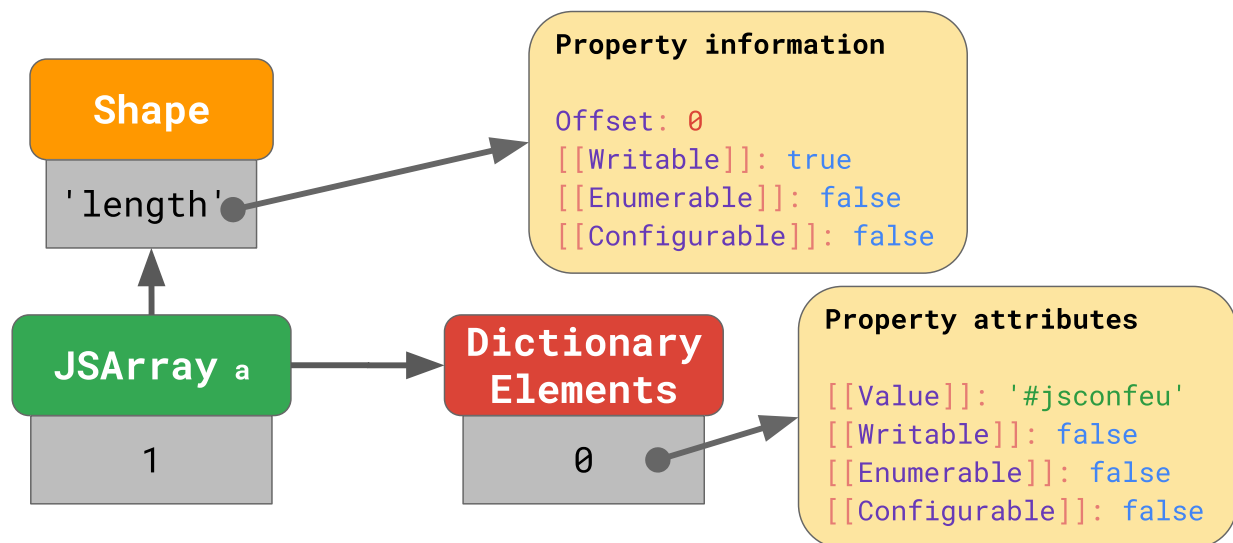 Shape
'length'
Property information
Offset: 0
[[Writable]]: true
[[Enumerable]]: false
[[Configurable]]: false
JSArray a
1
Dictionary
Elements
0
Property attributes
[[Value]]: '#jsconfeu'
[[Writable]]: false
[[Enumerable]]: false
[[Configurable]]: false